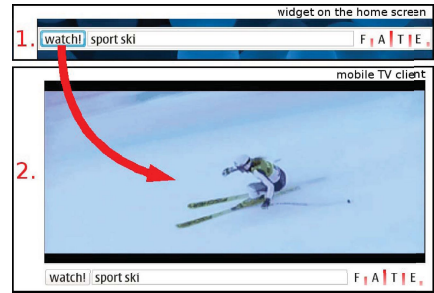 widget on the home screen
1. watch! sport ski F A T E
mobile TV client
2.
watch! sport ski F A T E